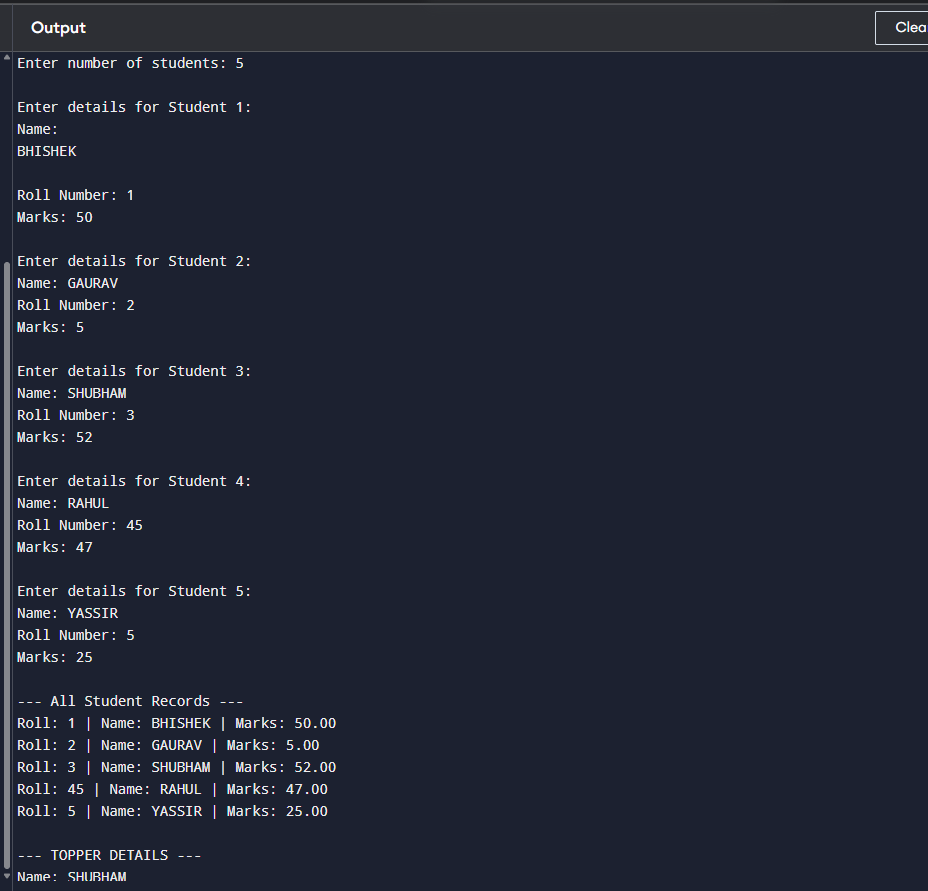 Output
Clea
Enter number of students: 5
Enter details for Student 1:
Name:
BHISHEK
Roll Number: 1
Marks: 50
Enter details for Student 2:
Name: GAURAV
Roll Number: 2
Marks: 5
Enter details for Student 3:
Name: SHUBHAM
Roll Number: 3
Marks: 52
Enter details for Student 4:
Name: RAHUL
Roll Number: 45
Marks: 47
Enter details for Student 5:
Name: YASSIR
Roll Number: 5
Marks: 25
--- All Student Records ---
Roll: 1 | Name: BHISHEK | Marks: 50.00
Roll: 2 | Name: GAURAV | Marks: 5.00
Roll: 3 | Name: SHUBHAM | Marks: 52.00
Roll: 45 | Name: RAHUL | Marks: 47.00
Roll: 5 | Name: YASSIR | Marks: 25.00
--- TOPPER DETAILS ---
Name: SHUBHAM